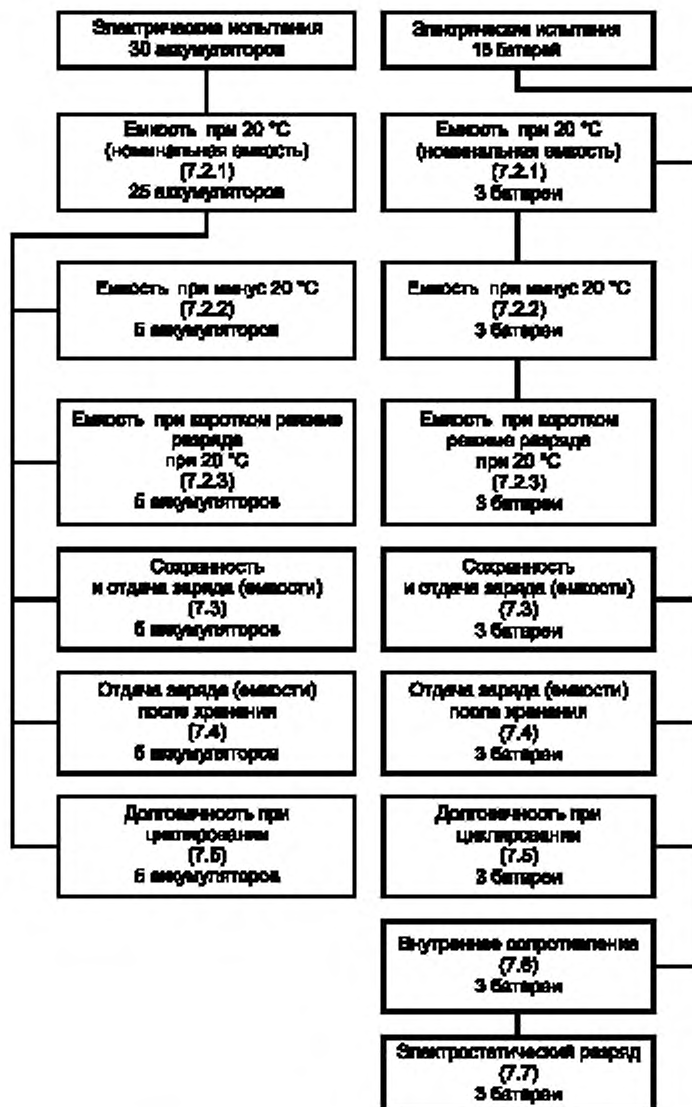 Электрические испытания
30 аккумуляторов
Емкость при 20 °С
(номинальная емкость)
(7.2.1)
25 аккумуляторов
Емкость при минус 20 °С
(7.2.2)
5 аккумуляторов
Емкость при коротком режиме
разряда
при 20 °С
(7.2.3)
5 аккумуляторов
Сохранность
и отдача заряда (емкости)
(7.3)
5 аккумуляторов
Отдача заряда (емкости)
после хранения
(7.4)
5 аккумуляторов
Долговечность при
циклировании
(7.5)
5 аккумуляторов
Электрические испытания
15 батарей
Емкость при 20 °С
(номинальная емкость)
(7.2.1)
3 батареи
Емкость при минус 20 °С
(7.2.2)
3 батареи
Емкость при коротком
режиме разряда
при 20 °С
(7.2.3)
3 батареи
Сохранность
и отдача заряда (емкости)
(7.3)
3 батареи
Отдача заряда (емкости)
после хранения
(7.4)
3 батареи
Долговечность при
циклировании
(7.5)
3 батареи
Внутреннее сопротивление
(7.6)
3 батареи
Электростатический разряд
(7.7)
3 батареи